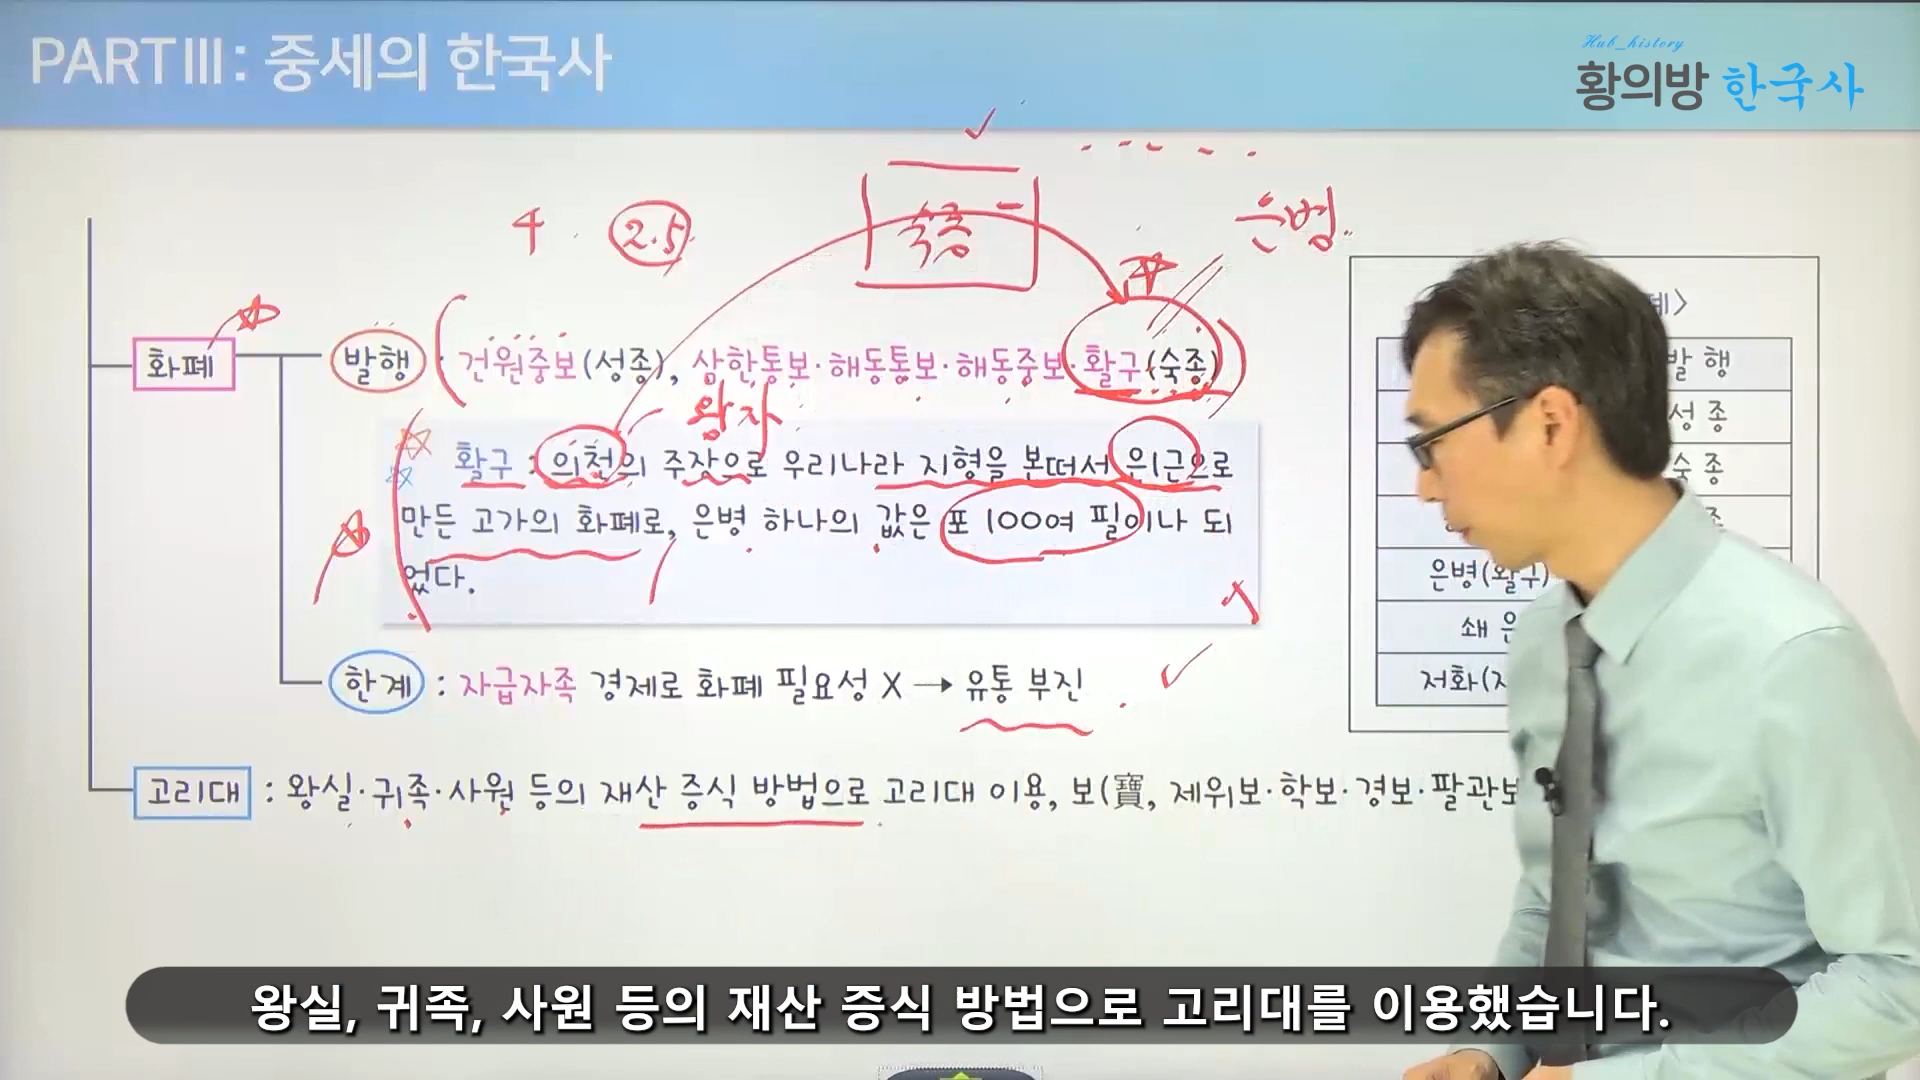 PARTⅢ: 중세의 한국사
Hub_history
황의방 한국사
4 2.5 숙종 은병
화폐
발행 : 건원중보(성종), 삼한통보·해동통보·해동중보·활구(숙종)
왕자
활구 : 의천의 주장으로 우리나라 지형을 본떠서 은1근으로
만든 고가의 화폐로, 은병 하나의 값은 포 100여 필이나 되
었다.
한계 : 자급자족 경제로 화폐 필요성 X → 유통 부진
고리대 : 왕실·귀족·사원 등의 재산 증식 방법으로 고리대 이용, 보(寶, 제위보·학보·경보·팔관보
발 행
성 종
숙 종
은병(활구)
쇄 은
저화(
왕실, 귀족, 사원 등의 재산 증식 방법으로 고리대를 이용했습니다.